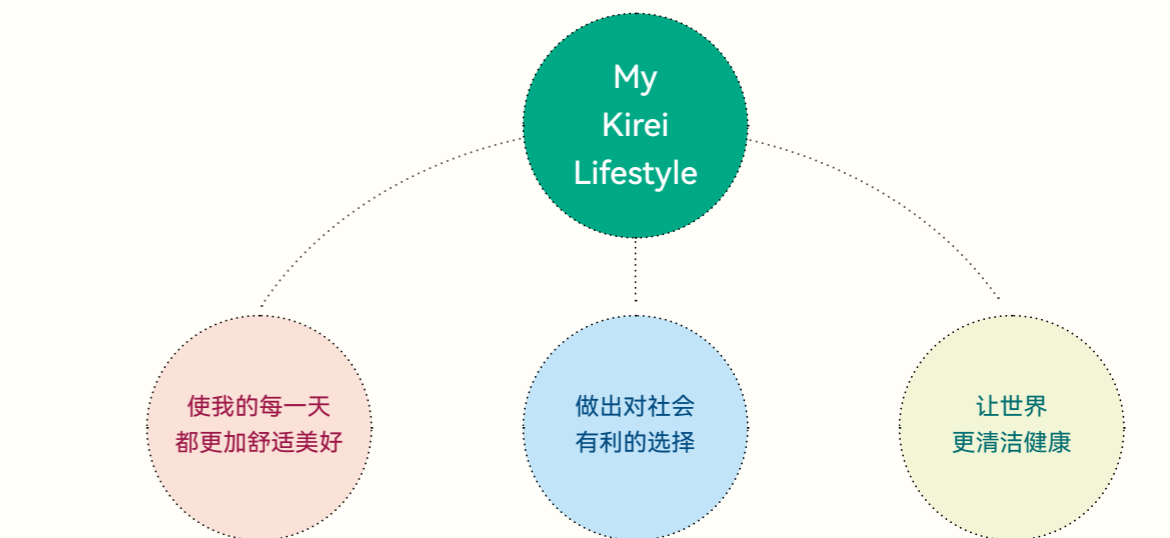 My
Kirei
Lifestyle
使我的每一天
都更加舒适美好
做出对社会
有利的选择
让世界
更清洁健康